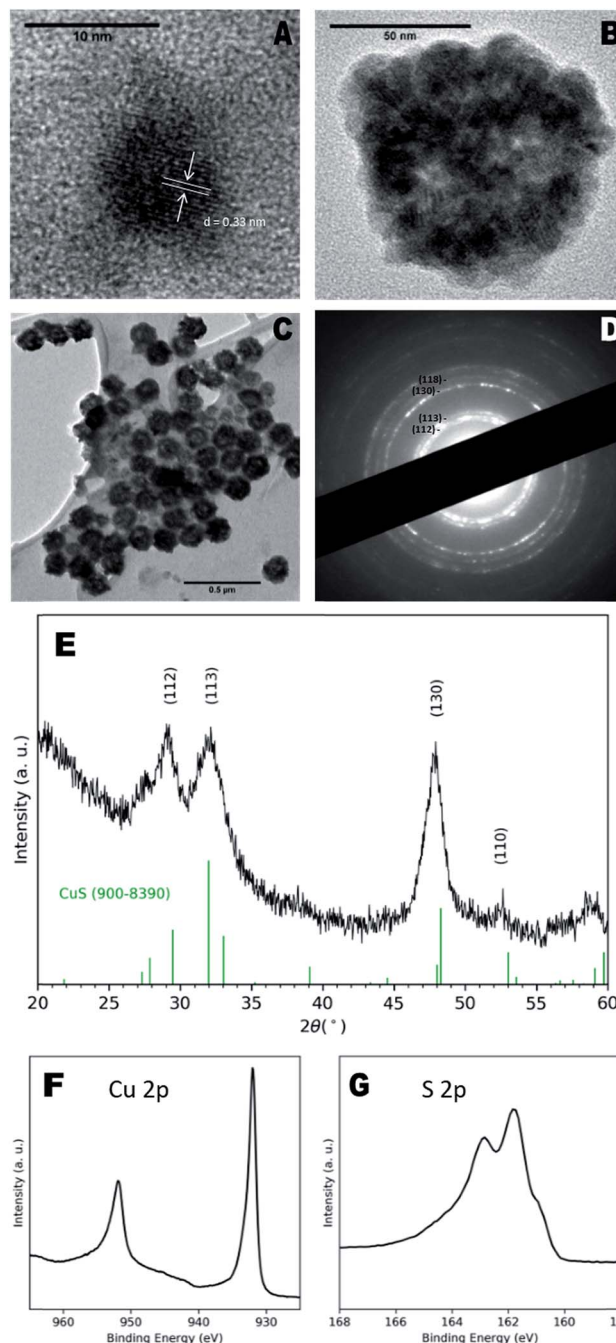 10 nm
A
d = 0.33 nm
50 nm
B
C
0.5 µm
D
(118)-
(130)-
(113)-
(112)-
E
(112)
(113)
(130)
(110)
CuS (900-8390)
Intensity (a. u.)
20 25 30 35 40 45 50 55 60
2θ(°)
F
Cu 2p
Intensity (a. u.)
960 950 940 930
Binding Energy (eV)
G
S 2p
Intensity (a. u.)
168 166 164 162 160
Binding Energy (eV)